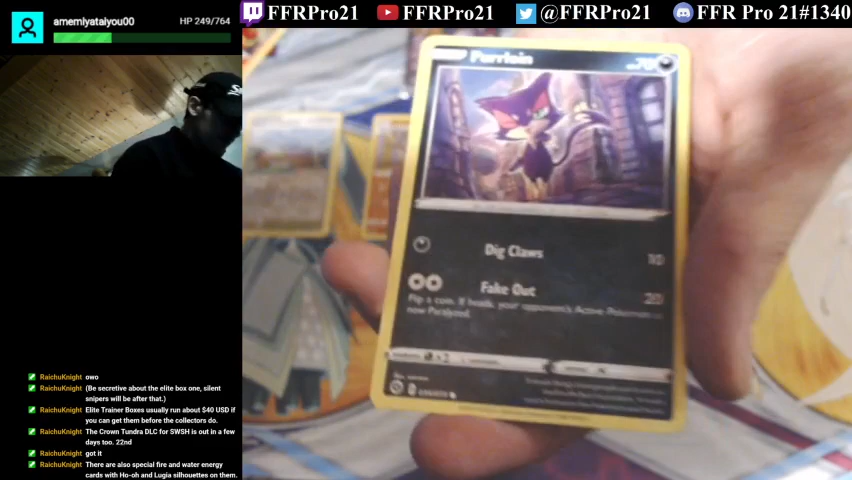 amemlyatalyou00
HP 249/764
FFRPro21
FFRPro21
@FFRPro21
FFR Pro 21#1340
Purrloin
70
Dig Claws
10
Fake Out
20
Flip a coin. If heads, your opponent's Active Pokémon is
now Paralyzed.
RaichuKnight owo
RaichuKnight (Be secretive about the elite box one, silent
snipers will be after that.)
RaichuKnight Elite Trainer Boxes usually run about $40 USD if
you can get them before the collectors do.
RaichuKnight The Crown Tundra DLC for SWSH is out in a few
days too. 22nd
RaichuKnight got it
RaichuKnight There are also special fire and water energy
cards with Ho-oh and Lugia silhouettes on them.